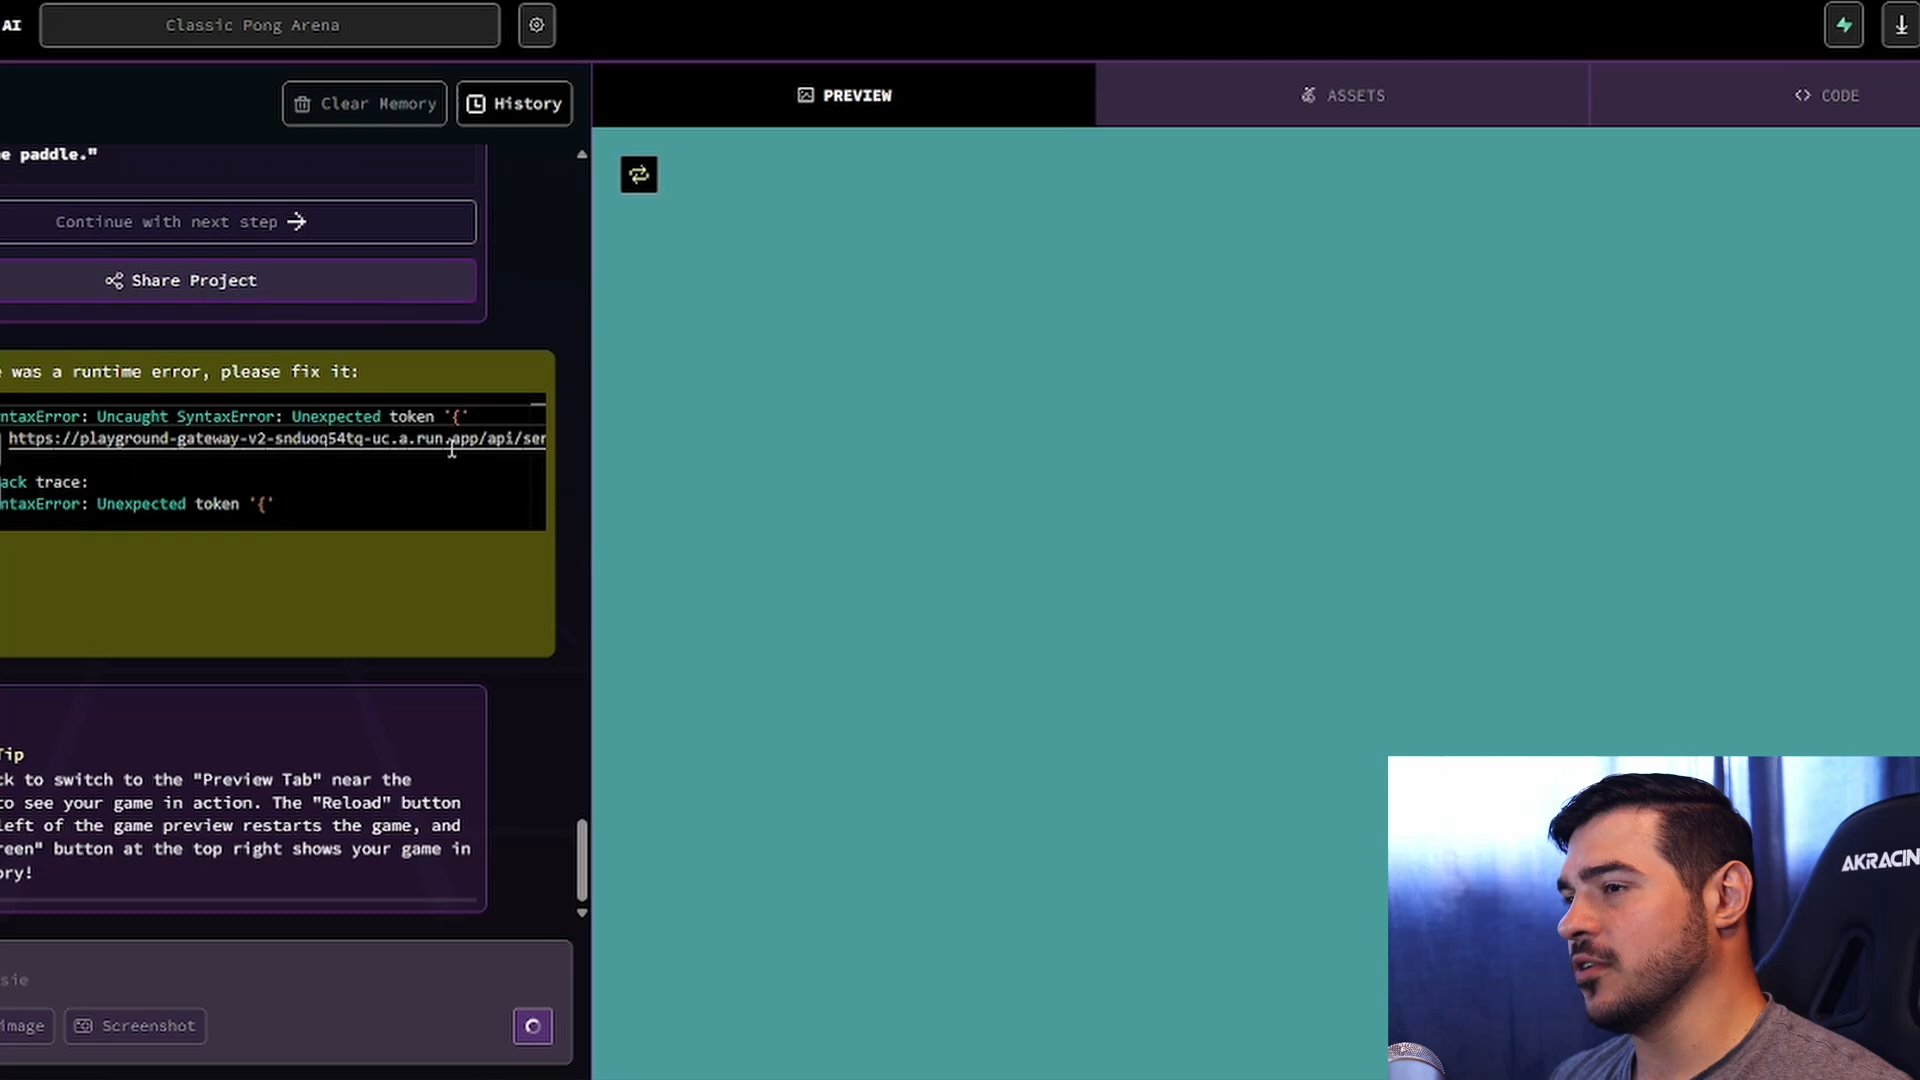 AI
Classic Pong Arena
Clear Memory
History
PREVIEW
ASSETS
CODE
e paddle."
Continue with next step
Share Project
e was a runtime error, please fix it:
ntaxError: Uncaught SyntaxError: Unexpected token '{'
https://playground-gateway-v2-snduoq54tq-uc.a.run.app/api/ser
ack trace:
ntaxError: Unexpected token '{'
Tip
ck to switch to the "Preview Tab" near the
to see your game in action. The "Reload" button
left of the game preview restarts the game, and
reen" button at the top right shows your game in
ory!
sie
image
Screenshot
AKRACIN